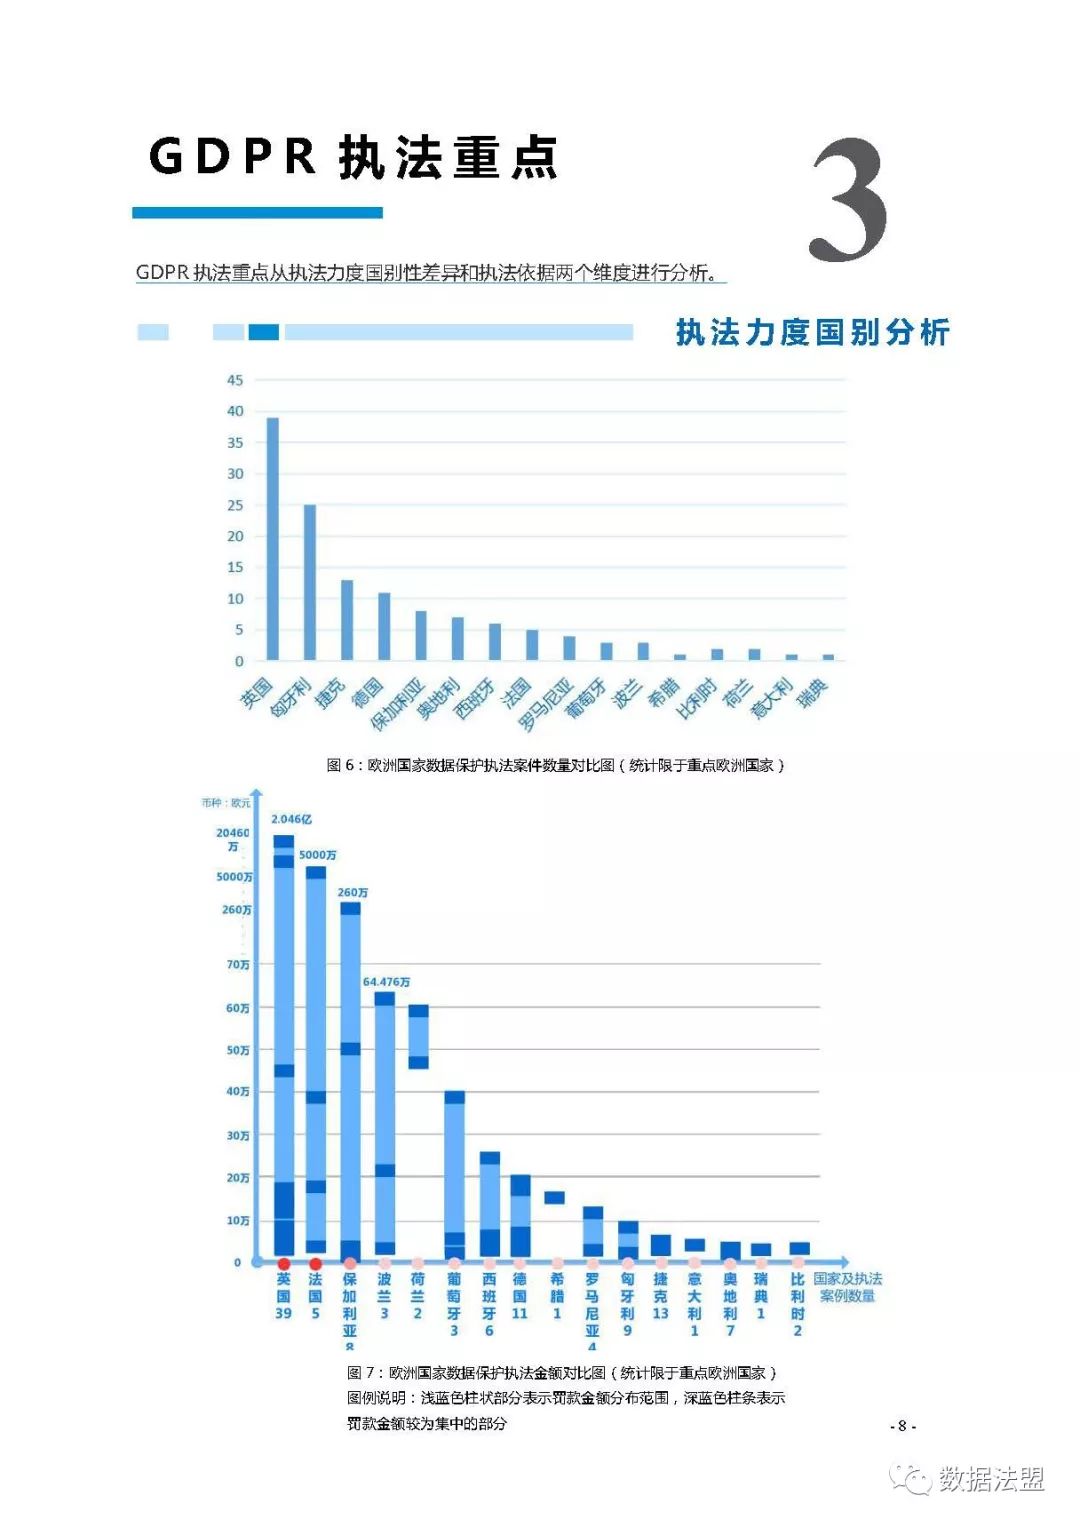 GDPR 执法重点
3
GDPR 执法重点从执法力度国别性差异和执法依据两个维度进行分析。
执法力度国别分析
45
40
35
30
25
20
15
10
5
0
英国
匈牙利
捷克
德国
保加利亚
奥地利
西班牙
法国
罗马尼亚
葡萄牙
波兰
希腊
比利时
荷兰
意大利
瑞典
图 6：欧洲国家数据保护执法案件数量对比图（统计限于重点欧洲国家）
币种：欧元
20460
万
5000万
260万
70万
60万
50万
40万
30万
20万
10万
0
2.046亿
5000万
260万
64.476万
英国39
法国5
保加利亚8
波兰3
荷兰2
葡萄牙3
西班牙6
德国11
希腊1
罗马尼亚4
匈牙利9
捷克13
意大利1
奥地利7
瑞典1
比利时2
国家及执法
案例数量
图 7：欧洲国家数据保护执法金额对比图（统计限于重点欧洲国家）
图例说明：浅蓝色柱状部分表示罚款金额分布范围，深蓝色柱条表示
罚款金额较为集中的部分
- 8 -
数据法盟